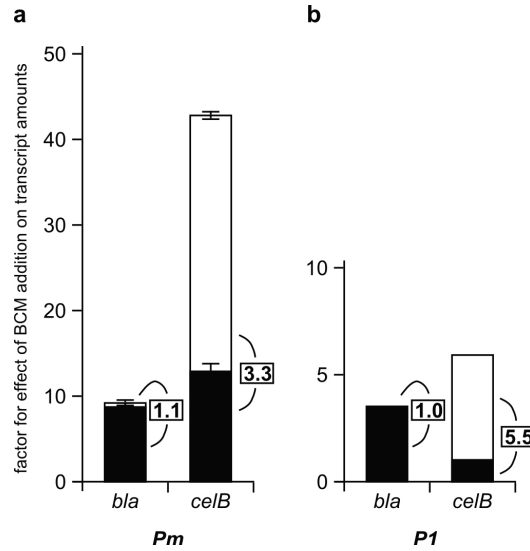 a
b
factor for effect of BCM addition on transcript amounts
50
40
30
20
10
0
1.1
3.3
bla
celB
Pm
10
5
0
1.0
5.5
bla
celB
P1